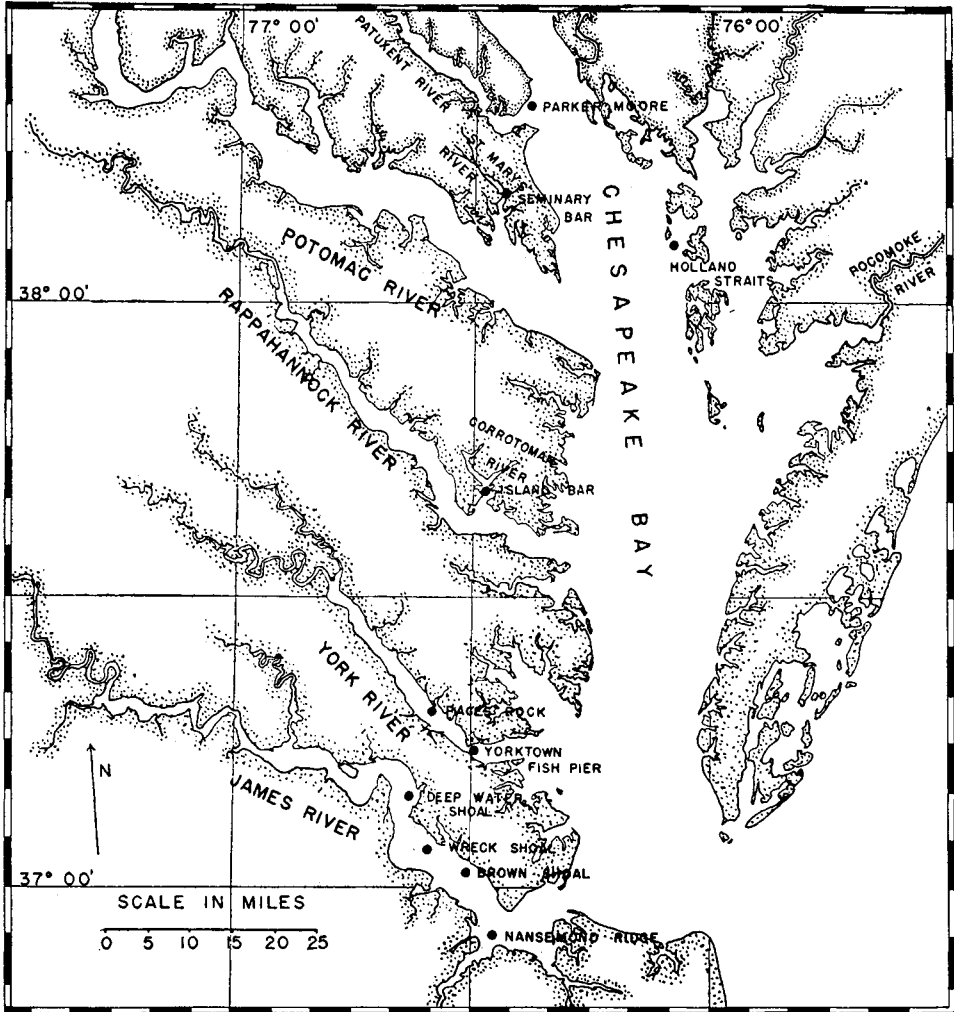 77° 00'
76° 00'
PATUXENT RIVER
PARKER MOORE
ST MARYS
RIVER
SEMINARY
BAR
CHESAPEAKE BAY
HOLLAND
STRAITS
POCOMOKE
RIVER
38° 00'
POTOMAG RIVER
RAPPAHANNOCK RIVER
CORROTOMAN
RIVER
ISLAND BAR
YORK RIVER
PAGES ROCK
YORKTOWN
FISH PIER
N
DEEP WATER
SHOAL
JAMES RIVER
WRECK SHOAL
BROWN SHOAL
37° 00'
SCALE IN MILES
0 5 10 15 20 25
NANSEMOND RIDGE